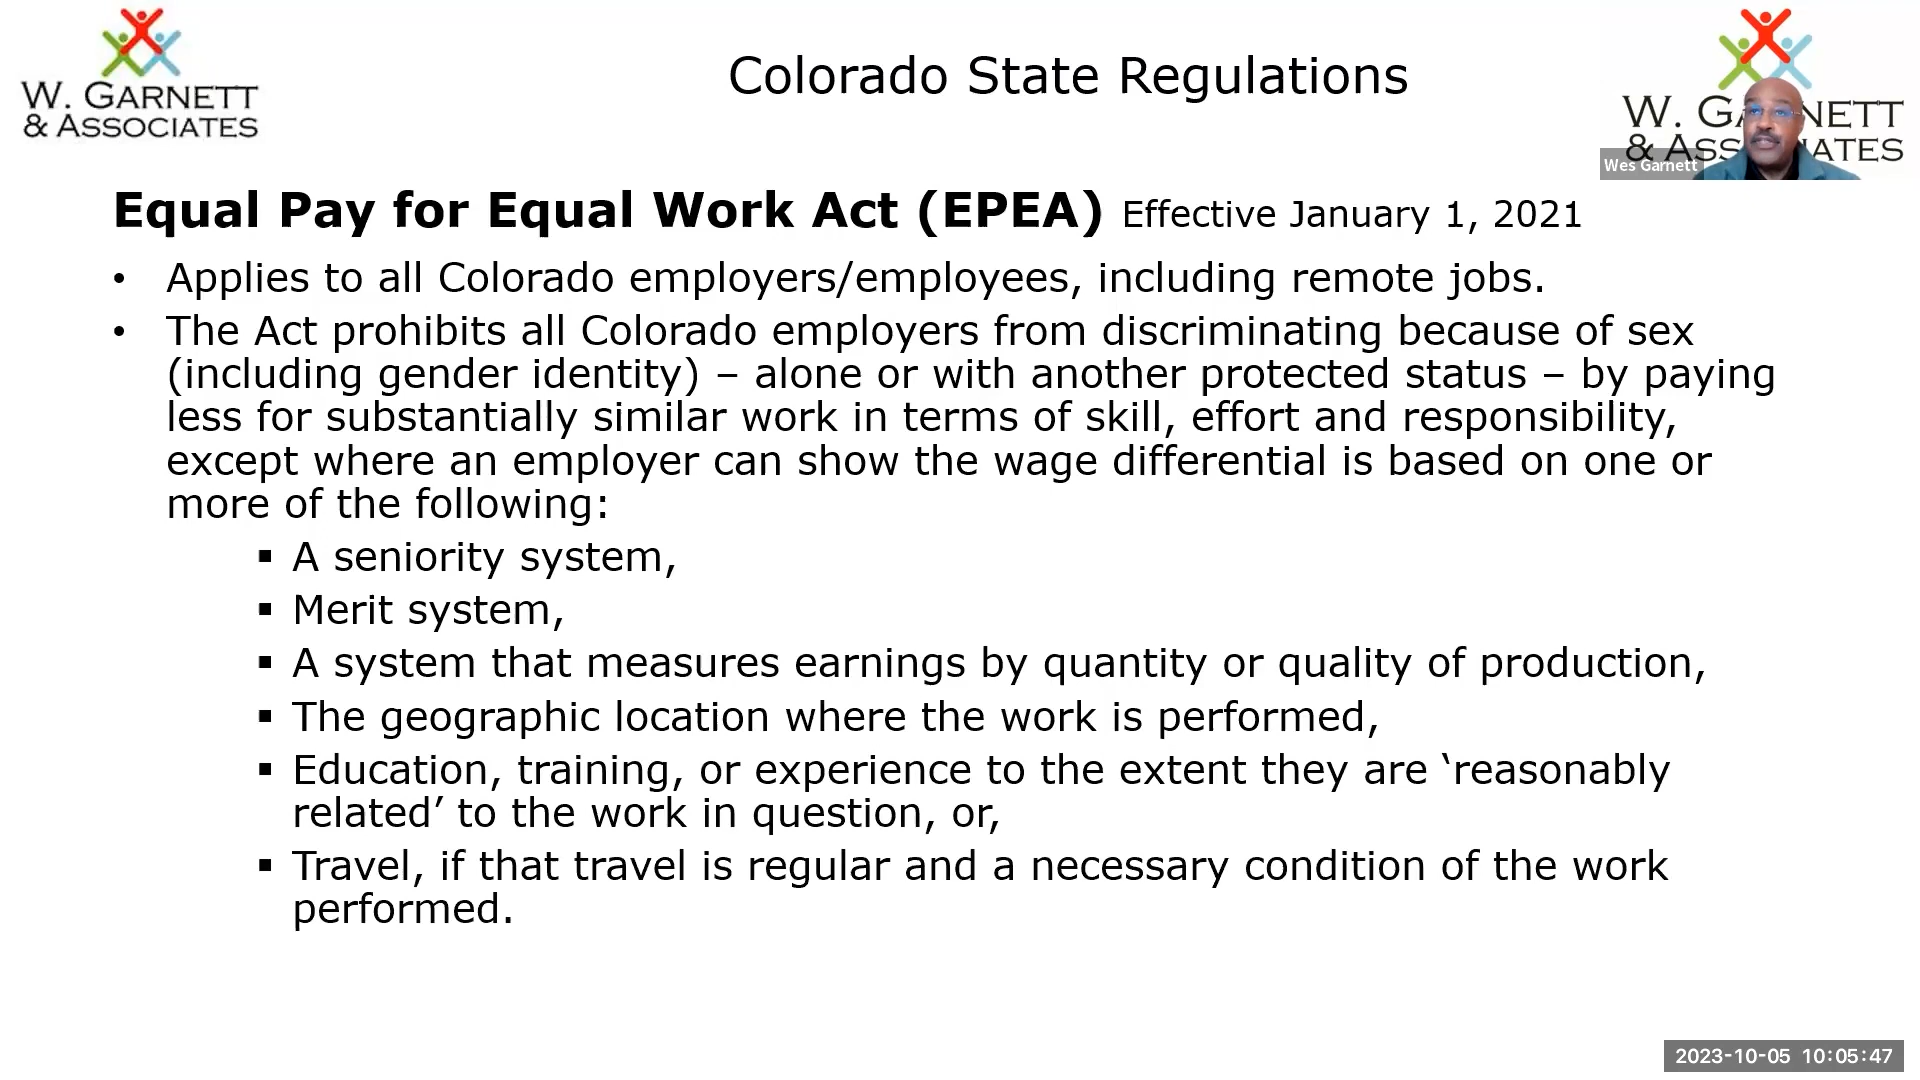 W. GARNETT
& ASSOCIATES
Colorado State Regulations
W. GA NETT
& ASS IATES
Wes Garnett
Equal Pay for Equal Work Act (EPEA) Effective January 1, 2021
• Applies to all Colorado employers/employees, including remote jobs.
• The Act prohibits all Colorado employers from discriminating because of sex
(including gender identity) – alone or with another protected status – by paying
less for substantially similar work in terms of skill, effort and responsibility,
except where an employer can show the wage differential is based on one or
more of the following:
▪ A seniority system,
▪ Merit system,
▪ A system that measures earnings by quantity or quality of production,
▪ The geographic location where the work is performed,
▪ Education, training, or experience to the extent they are ‘reasonably
related’ to the work in question, or,
▪ Travel, if that travel is regular and a necessary condition of the work
performed.
2023-10-05 10:05:47